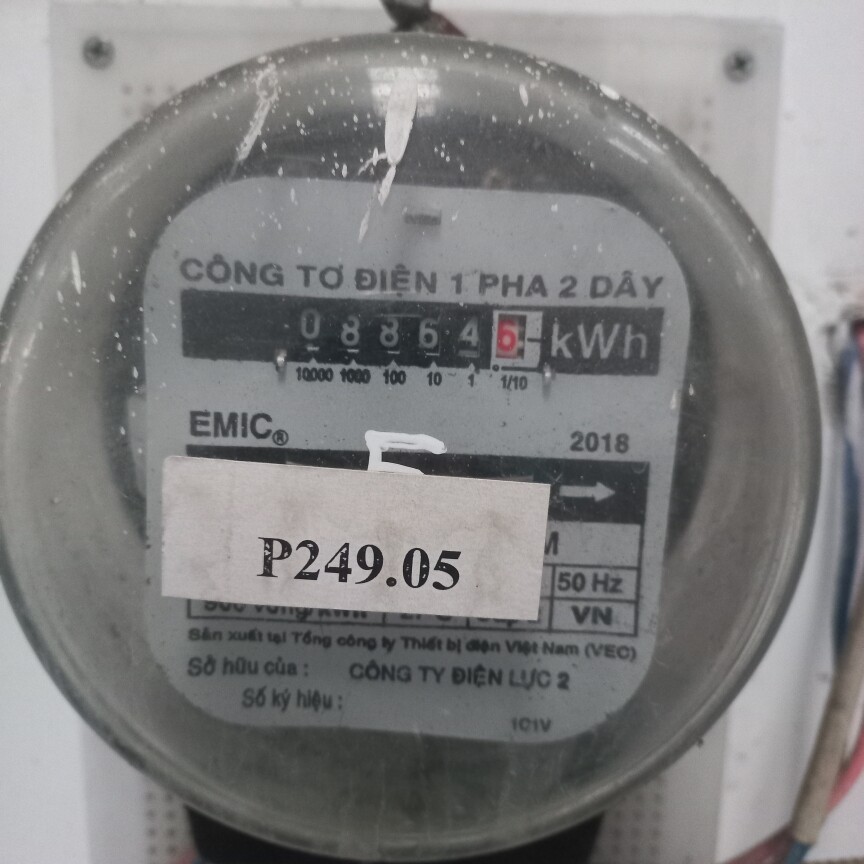 CÔNG TƠ ĐIỆN 1 PHA 2 DÂY
0 8 8 6 4 5 kWh
10000 1000 100 10 1 1/10
EMIC® 2018
P249.05
M
50 Hz
VN
Sản xuất tại Tổng công ty Thiết bị điện Việt Nam (VEC)
Sở hữu của : CÔNG TY ĐIỆN LỰC 2
Số ký hiệu :
1C1V